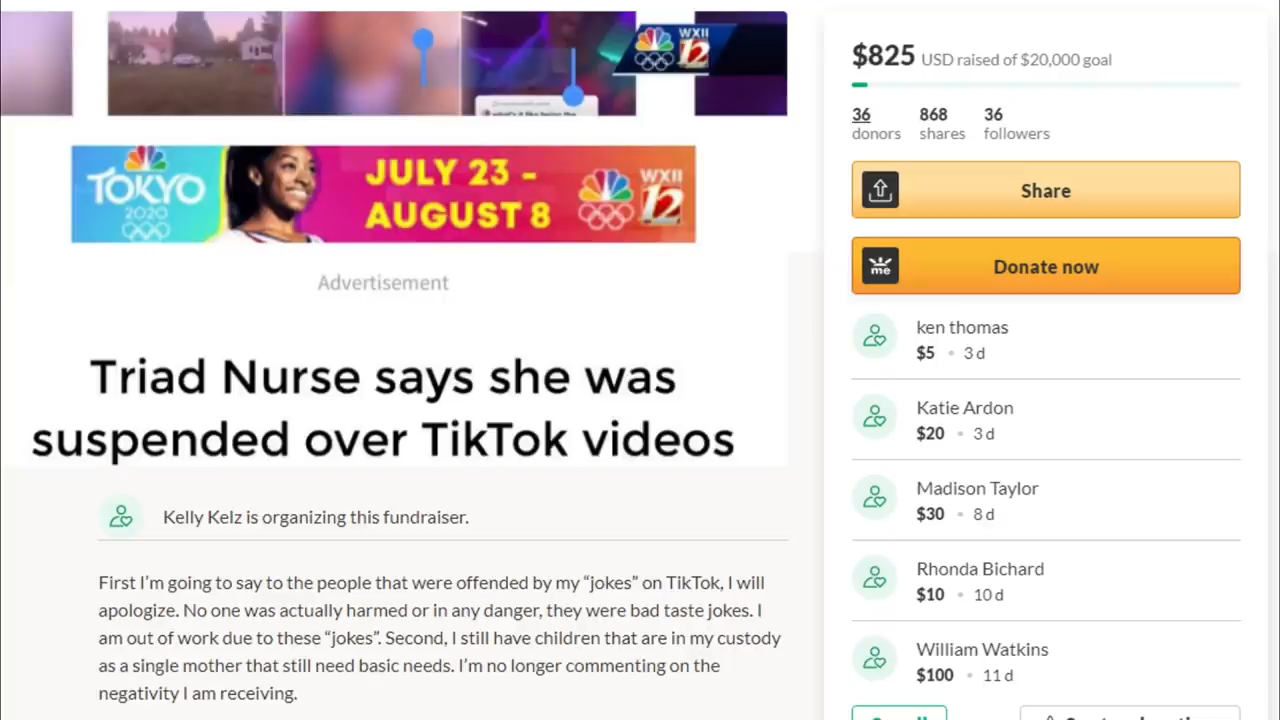 WXII
12
TOKYO
2020
JULY 23 -
AUGUST 8
WXII
12
Advertisement
Triad Nurse says she was
suspended over TikTok videos
Kelly Kelz is organizing this fundraiser.
First I'm going to say to the people that were offended by my “jokes” on TikTok, I will
apologize. No one was actually harmed or in any danger, they were bad taste jokes. I
am out of work due to these “jokes”. Second, I still have children that are in my custody
as a single mother that still need basic needs. I'm no longer commenting on the
negativity I am receiving.
$825 USD raised of $20,000 goal
36 868 36
donors shares followers
Share
me Donate now
ken thomas
$5 • 3 d
Katie Ardon
$20 • 3 d
Madison Taylor
$30 • 8 d
Rhonda Bichard
$10 • 10 d
William Watkins
$100 • 11 d